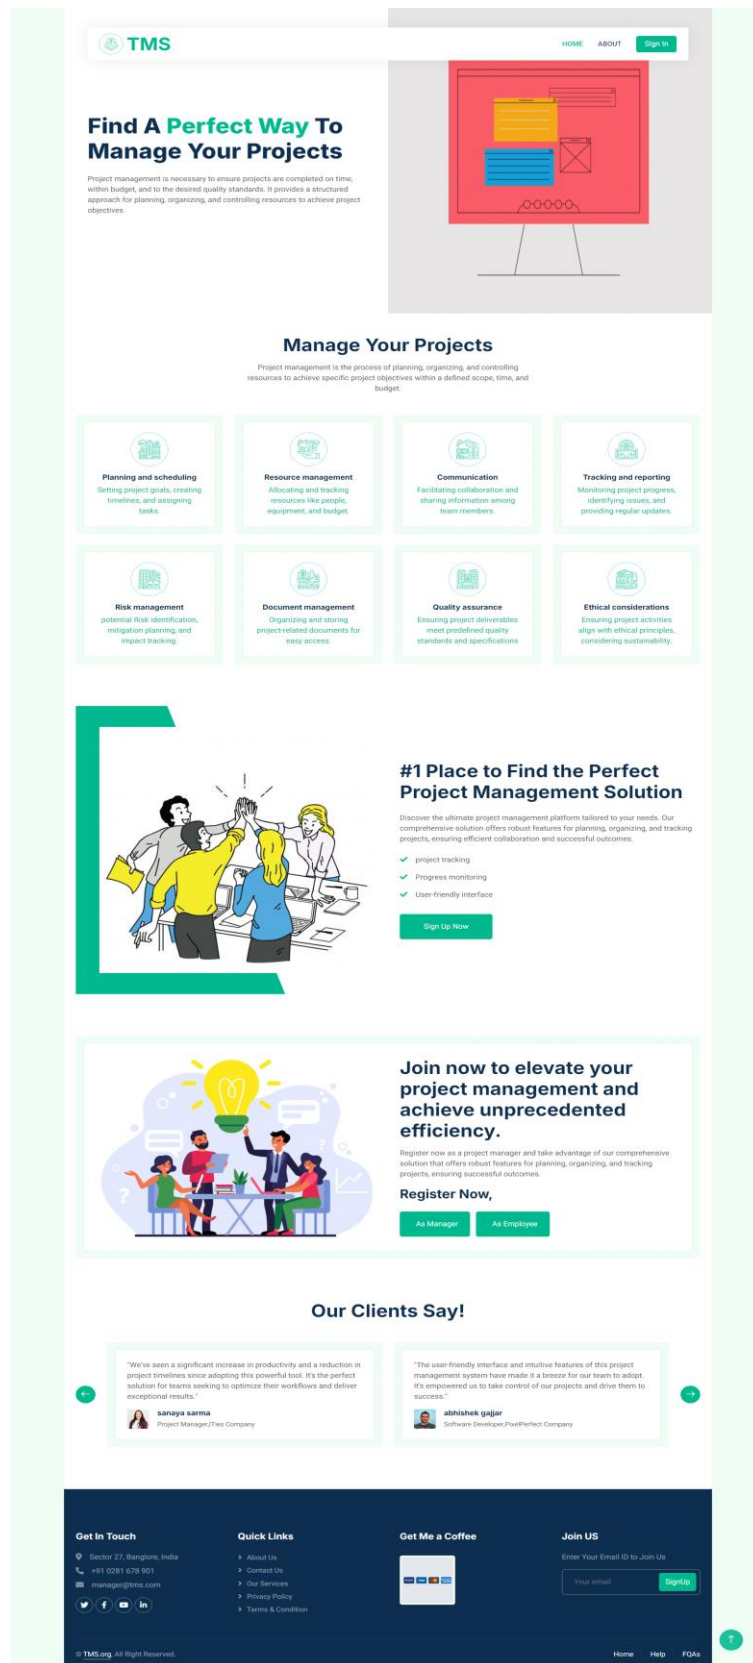 TMS
HOME ABOUT Sign In
Find A Perfect Way To
Manage Your Projects
Project management is necessary to ensure projects are completed on time,
within budget, and to the desired quality standards. It provides a structured
approach for planning, organizing, and controlling resources to achieve project
objectives
Manage Your Projects
Project management is the process of planning, organizing, and controlling
resources to achieve specific project objectives within a defined scope, time, and
budget.
Planning and scheduling
Setting project goals, creating
timelines, and assigning
tasks.
Resource management
Allocating and tracking
resources like people,
equipment, and budget.
Communication
Facilitating collaboration and
sharing information among
team members.
Tracking and reporting
Monitoring project progress,
identifying issues, and
providing regular updates.
Risk management
potential Risk identification,
mitigation planning, and
impact tracking.
Document management
Organizing and storing
project-related documents for
easy access.
Quality assurance
Ensuring project deliverables
meet predefined quality
standards and specifications
Ethical considerations
Ensuring project activities
align with ethical principles,
considering sustainability.
#1 Place to Find the Perfect
Project Management Solution
Discover the ultimate project management platform tailored to your needs. Our
comprehensive solution offers robust features for planning, organizing, and tracking
projects, ensuring efficient collaboration and successful outcomes.
project tracking
Progress monitoring
User-friendly interface
Sign Up Now
Join now to elevate your
project management and
achieve unprecedented
efficiency.
Register now as a project manager and take advantage of our comprehensive
solution that offers robust features for planning, organizing, and tracking
projects, ensuring successful outcomes.
Register Now,
As Manager As Employee
Our Clients Say!
"We've seen a significant increase in productivity and a reduction in
project timelines since adopting this powerful tool. It's the perfect
solution for teams seeking to optimize their workflows and deliver
exceptional results."
sanaya sarma
Project Manager,ITies Company
"The user-friendly interface and intuitive features of this project
management system have made it a breeze for our team to adopt.
It's empowered us to take control of our projects and drive them to
success."
abhishek gajjar
Software Developer,PixelPerfect Company
Get In Touch
Sector 27, Banglore, India
+91 0281 678 901
manager@tms.com
Quick Links
About Us
Contact Us
Our Services
Privacy Policy
Terms & Condition
Get Me a Coffee
Join US
Enter Your Email ID to Join Us
Your email SignUp
© TMS.org, All Right Reserved.
Home Help FQAs